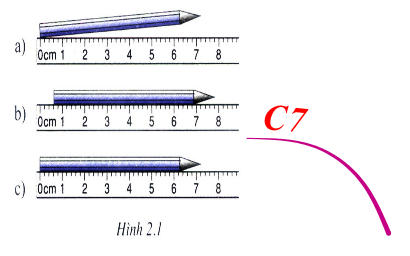 a)
0cm 1 2 3 4 5 6 7 8
b)
0cm 1 2 3 4 5 6 7 8
C7
c)
0cm 1 2 3 4 5 6 7 8
Hình 2.1